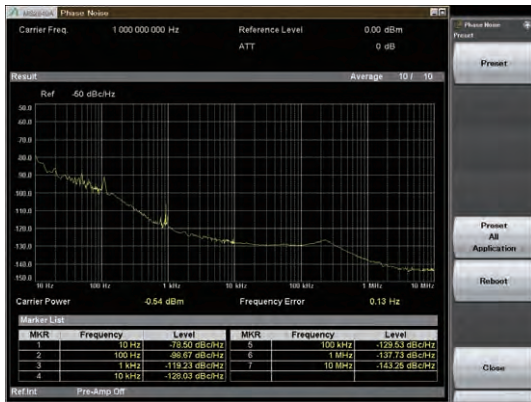 MS2840A Phase Noise
Carrier Freq. 1 000 000 000 Hz Reference Level 0.00 dBm
ATT 0 dB
Result Average 10 / 10
Ref -50 dBc/Hz
50.0
70.0
80.0
90.0
100.0
110.0
120.0
130.0
140.0
150.0
10 Hz 100 Hz 1 kHz 10 kHz 100 kHz 1 MHz 10 MHz
Carrier Power -0.54 dBm Frequency Error 0.13 Hz
Marker List
MKR Frequency Level MKR Frequency Level
1 10 Hz -78.50 dBc/Hz 5 100 kHz -129.53 dBc/Hz
2 100 Hz -96.67 dBc/Hz 6 1 MHz -137.73 dBc/Hz
3 1 kHz -119.23 dBc/Hz 7 10 MHz -143.25 dBc/Hz
4 10 kHz -128.03 dBc/Hz
Ref.Int Pre-Amp Off
Phase Noise
Preset
Preset
Preset
All
Application
Reboot
Close